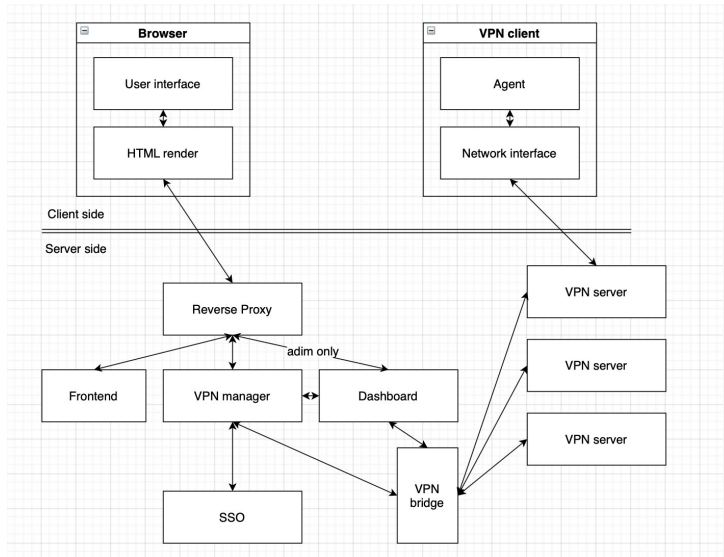 Browser
VPN client
User interface
Agent
HTML render
Network interface
Client side
Server side
Reverse Proxy
VPN server
adim only
VPN server
Frontend
VPN manager
Dashboard
VPN server
VPN
bridge
SSO